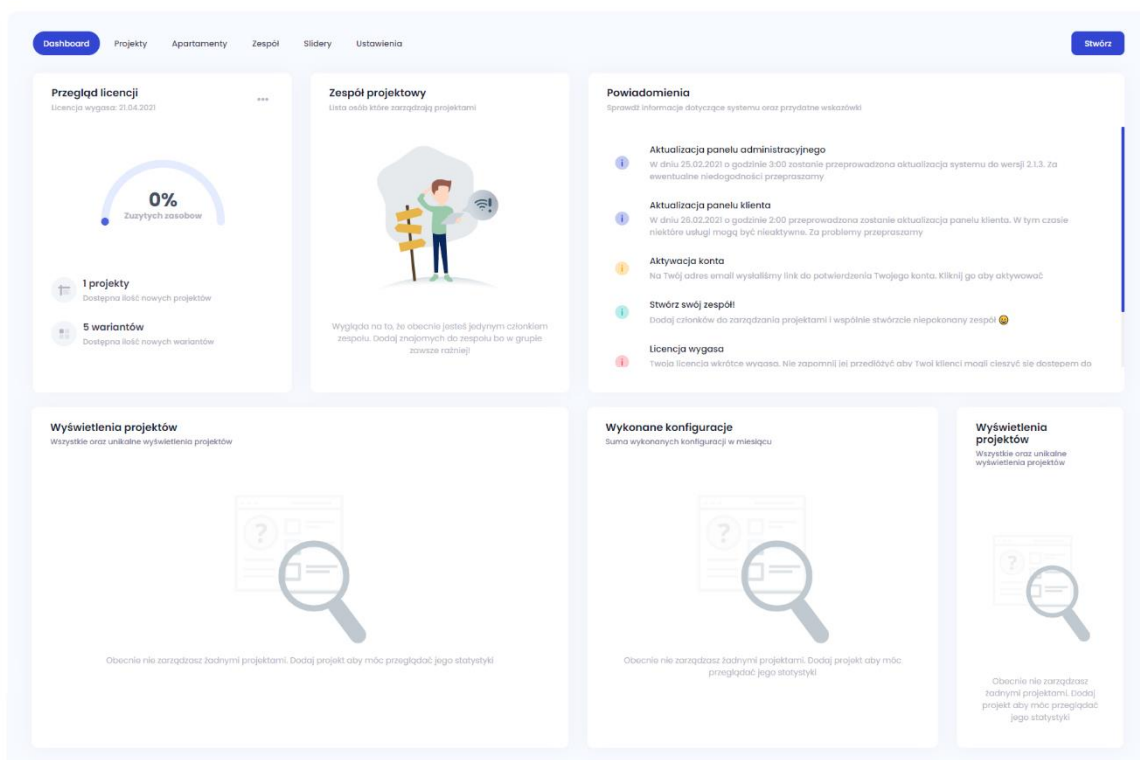 Dashboard Projekty Apartamenty Zespół Slidery Ustawienia Stwórz
Przegląd licencji
Licencja wygasa: 21.04.2021
0%
Zuzytych zasobow
1 projekty
Dostępna ilość nowych projektów
5 wariantów
Dostępna ilość nowych wariantów
Zespół projektowy
Lista osób które zarządzają projektami
Wygląda na to, że obecnie jesteś jedynym członkiem
zespołu. Dodaj znajomych do zespołu bo w grupie
zawsze raźniej!
Powiadomienia
Sprawdź informacje dotyczące systemu oraz przydatne wskazówki
Aktualizacja panelu administracyjnego
W dniu 25.02.2021 o godzinie 3:00 zostanie przeprowadzona aktualizacja systemu do wersji 2.1.3. Za
ewentualne niedogodności przepraszamy
Aktualizacja panelu klienta
W dniu 26.02.2021 o godzinie 2:00 przeprowadzona zostanie aktualizacja panelu klienta. W tym czasie
niektóre usługi mogą być nieaktywne. Za problemy przepraszamy
Aktywacja konta
Na Twój adres email wysłaliśmy link do potwierdzenia Twojego konta. Kliknij go aby aktywować
Stwórz swój zespół!
Dodaj członków do zarządzania projektami i wspólnie stwórzcie niepokonany zespół 😀
Licencja wygasa
Twoja licencja wkrótce wygasa. Nie zapomnij jej przedłóżyć aby Twoi klienci mogli cieszyć się dostępem do
Wyświetlenia projektów
Wszystkie oraz unikalne wyświetlenia projektów
Obecnie nie zarządzasz żadnymi projektami. Dodaj projekt aby móc przeglądać jego statystyki
Wykonane konfiguracje
Suma wykonanych konfiguracji w miesiącu
Obecnie nie zarządzasz żadnymi projektami. Dodaj projekt aby móc
przeglądać jego statystyki
Wyświetlenia
projektów
Wszystkie oraz unikalne
wyświetlenia projektów
Obecnie nie zarządzasz
żadnymi projektami. Dodaj
projekt aby móc przeglądać
jego statystyki